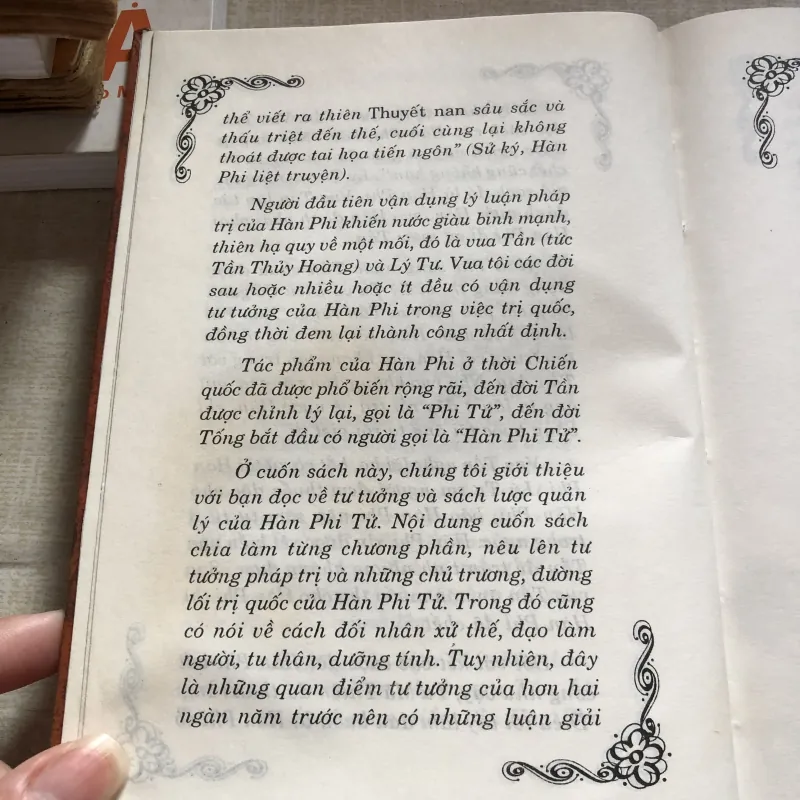 thể viết ra thiên Thuyết nan sâu sắc và
thấu triệt đến thế, cuối cùng lại không
thoát được tai họa tiến ngôn” (Sử ký, Hàn
Phi liệt truyện).
Người đầu tiên vận dụng lý luận pháp
trị của Hàn Phi khiến nước giàu binh mạnh,
thiên hạ quy về một mối, đó là vua Tần (tức
Tần Thủy Hoàng) và Lý Tư. Vua tôi các đời
sau hoặc nhiều hoặc ít đều có vận dụng
tư tưởng của Hàn Phi trong việc trị quốc,
đồng thời đem lại thành công nhất định.
Tác phẩm của Hàn Phi ở thời Chiến
quốc đã được phổ biến rộng rãi, đến đời Tần
được chỉnh lý lại, gọi là “Phi Tử”, đến đời
Tống bắt đầu có người gọi là “Hàn Phi Tử”.
Ở cuốn sách này, chúng tôi giới thiệu
với bạn đọc về tư tưởng và sách lược quản
lý của Hàn Phi Tử. Nội dung cuốn sách
chia làm từng chương phần, nêu lên tư
tưởng pháp trị và những chủ trương, đường
lối trị quốc của Hàn Phi Tử. Trong đó cũng
có nói về cách đối nhân xử thế, đạo làm
người, tu thân, dưỡng tính. Tuy nhiên, đây
là những quan điểm tư tưởng của hơn hai
ngàn năm trước nên có những luận giải